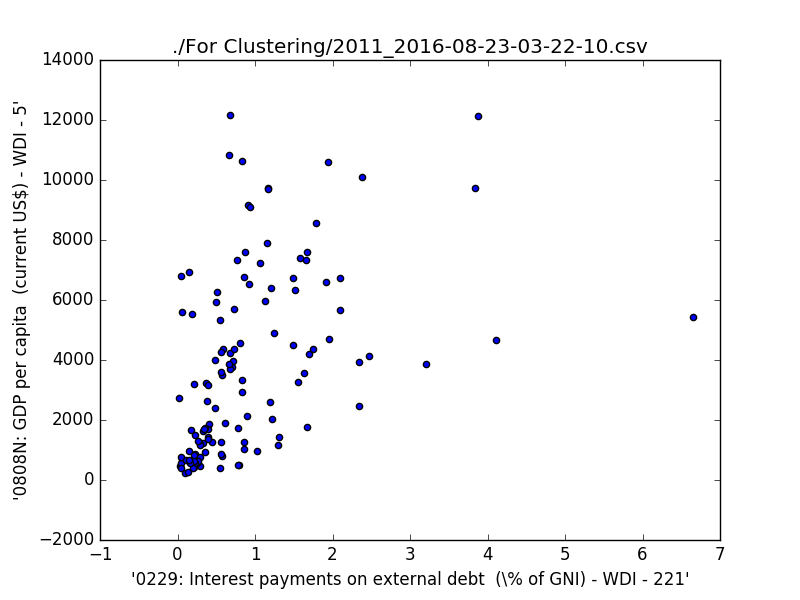 ./For Clustering/2011_2016-08-23-03-22-10.csv
14000
12000
10000
8000
6000
4000
2000
0
−2000
'0808N: GDP per capita  (current US$) - WDI - 5'
−1 0 1 2 3 4 5 6 7
'0229: Interest payments on external debt  (\% of GNI) - WDI - 221'